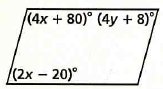 (4x + 80)° (4y + 8)°
(2x − 20)°